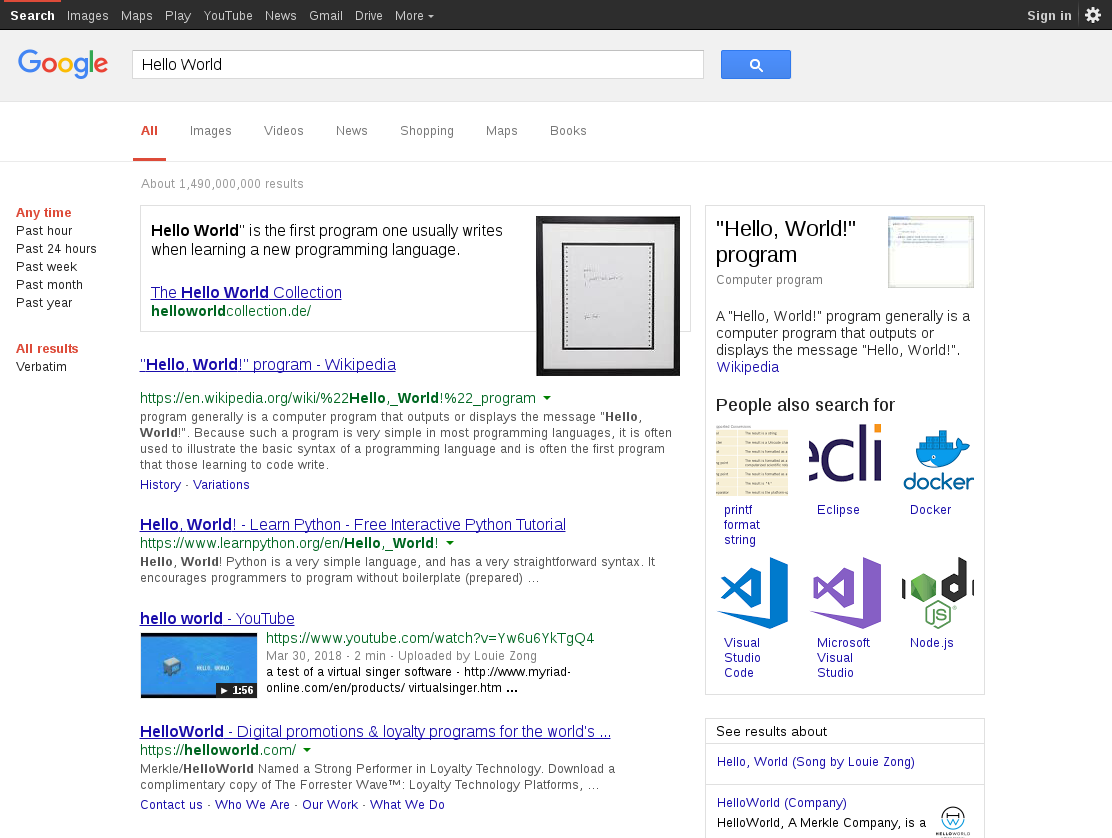 Search Images Maps Play YouTube News Gmail Drive More Sign in
Google
Hello World
All Images Videos News Shopping Maps Books
About 1,490,000,000 results
Any time
Past hour
Past 24 hours
Past week
Past month
Past year
All results
Verbatim
Hello World" is the first program one usually writes
when learning a new programming language.
The Hello World Collection
helloworldcollection.de/
"Hello, World!" program - Wikipedia
https://en.wikipedia.org/wiki/%22Hello,_World!%22_program
program generally is a computer program that outputs or displays the message "Hello,
World!". Because such a program is very simple in most programming languages, it is often
used to illustrate the basic syntax of a programming language and is often the first program
that those learning to code write.
History · Variations
Hello, World! - Learn Python - Free Interactive Python Tutorial
https://www.learnpython.org/en/Hello,_World!
Hello, World! Python is a very simple language, and has a very straightforward syntax. It
encourages programmers to program without boilerplate (prepared) ...
hello world - YouTube
HELLO, WORLD
1:56
https://www.youtube.com/watch?v=Yw6u6YkTgQ4
Mar 30, 2018 - 2 min - Uploaded by Louie Zong
a test of a virtual singer software - http://www.myriad-
online.com/en/products/ virtualsinger.htm ...
HelloWorld - Digital promotions & loyalty programs for the world's ...
https://helloworld.com/
Merkle/HelloWorld Named a Strong Performer in Loyalty Technology. Download a
complimentary copy of The Forrester Wave™: Loyalty Technology Platforms, ...
Contact us · Who We Are · Our Work · What We Do
"Hello, World!"
program
Computer program
A "Hello, World!" program generally is a
computer program that outputs or
displays the message "Hello, World!".
Wikipedia
People also search for
ecli
docker
printf
format
string
Eclipse
Docker
JS
Visual
Studio
Code
Microsoft
Visual
Studio
Node.js
See results about
Hello, World (Song by Louie Zong)
HelloWorld (Company)
HelloWorld, A Merkle Company, is a
HELLOWORLD